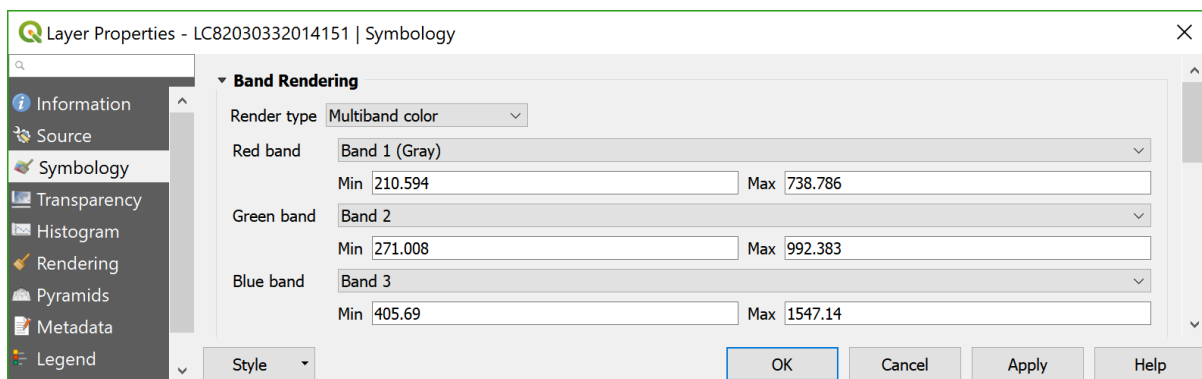 Layer Properties - LC82030332014151 | Symbology
Information
Source
Symbology
Transparency
Histogram
Rendering
Pyramids
Metadata
Legend
Band Rendering
Render type Multiband color
Red band Band 1 (Gray)
Min 210.594 Max 738.786
Green band Band 2
Min 271.008 Max 992.383
Blue band Band 3
Min 405.69 Max 1547.14
Style OK Cancel Apply Help